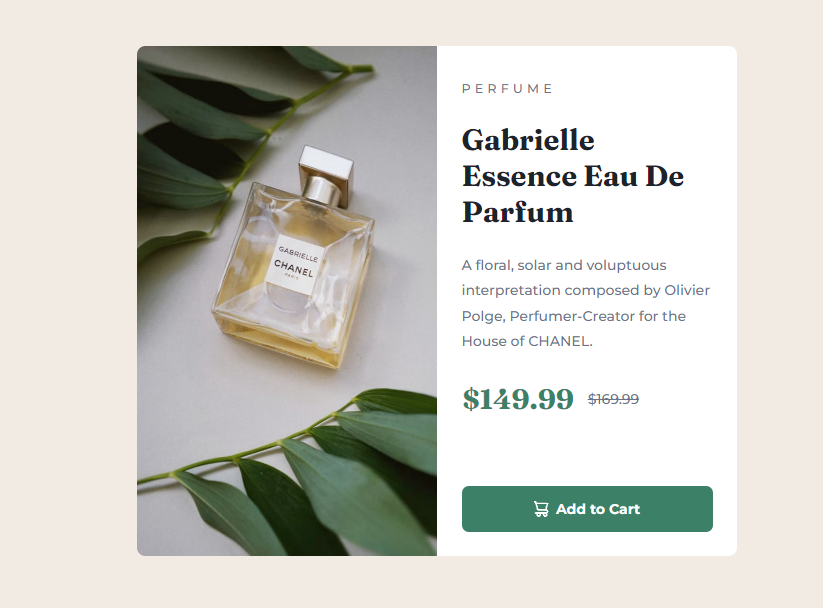 GABRIELLE
CHANEL
PARIS
PERFUME
Gabrielle
Essence Eau De
Parfum
A floral, solar and voluptuous
interpretation composed by Olivier
Polge, Perfumer-Creator for the
House of CHANEL.
$149.99 $169.99
Add to Cart